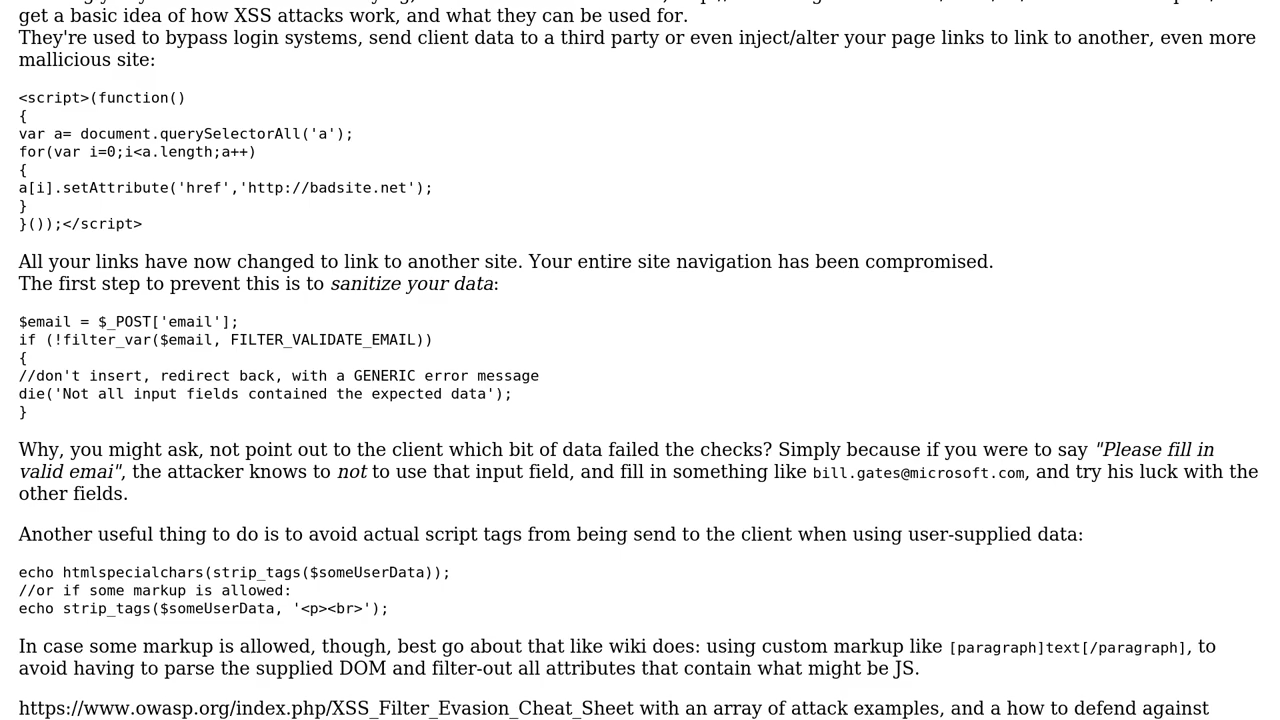 get a basic idea of how XSS attacks work, and what they can be used for.
They're used to bypass login systems, send client data to a third party or even inject/alter your page links to link to another, even more
mallicious site:
<script>(function()
{
var a= document.querySelectorAll('a');
for(var i=0;i<a.length;a++)
{
a[i].setAttribute('href','http://badsite.net');
}
}());</script>
All your links have now changed to link to another site. Your entire site navigation has been compromised.
The first step to prevent this is to sanitize your data:
$email = $_POST['email'];
if (!filter_var($email, FILTER_VALIDATE_EMAIL))
{
//don't insert, redirect back, with a GENERIC error message
die('Not all input fields contained the expected data');
}
Why, you might ask, not point out to the client which bit of data failed the checks? Simply because if you were to say "Please fill in
valid emai", the attacker knows to not to use that input field, and fill in something like bill.gates@microsoft.com, and try his luck with the
other fields.
Another useful thing to do is to avoid actual script tags from being send to the client when using user-supplied data:
echo htmlspecialchars(strip_tags($someUserData));
//or if some markup is allowed:
echo strip_tags($someUserData, '<p><br>');
In case some markup is allowed, though, best go about that like wiki does: using custom markup like [paragraph]text[/paragraph], to
avoid having to parse the supplied DOM and filter-out all attributes that contain what might be JS.
https://www.owasp.org/index.php/XSS_Filter_Evasion_Cheat_Sheet with an array of attack examples, and a how to defend against